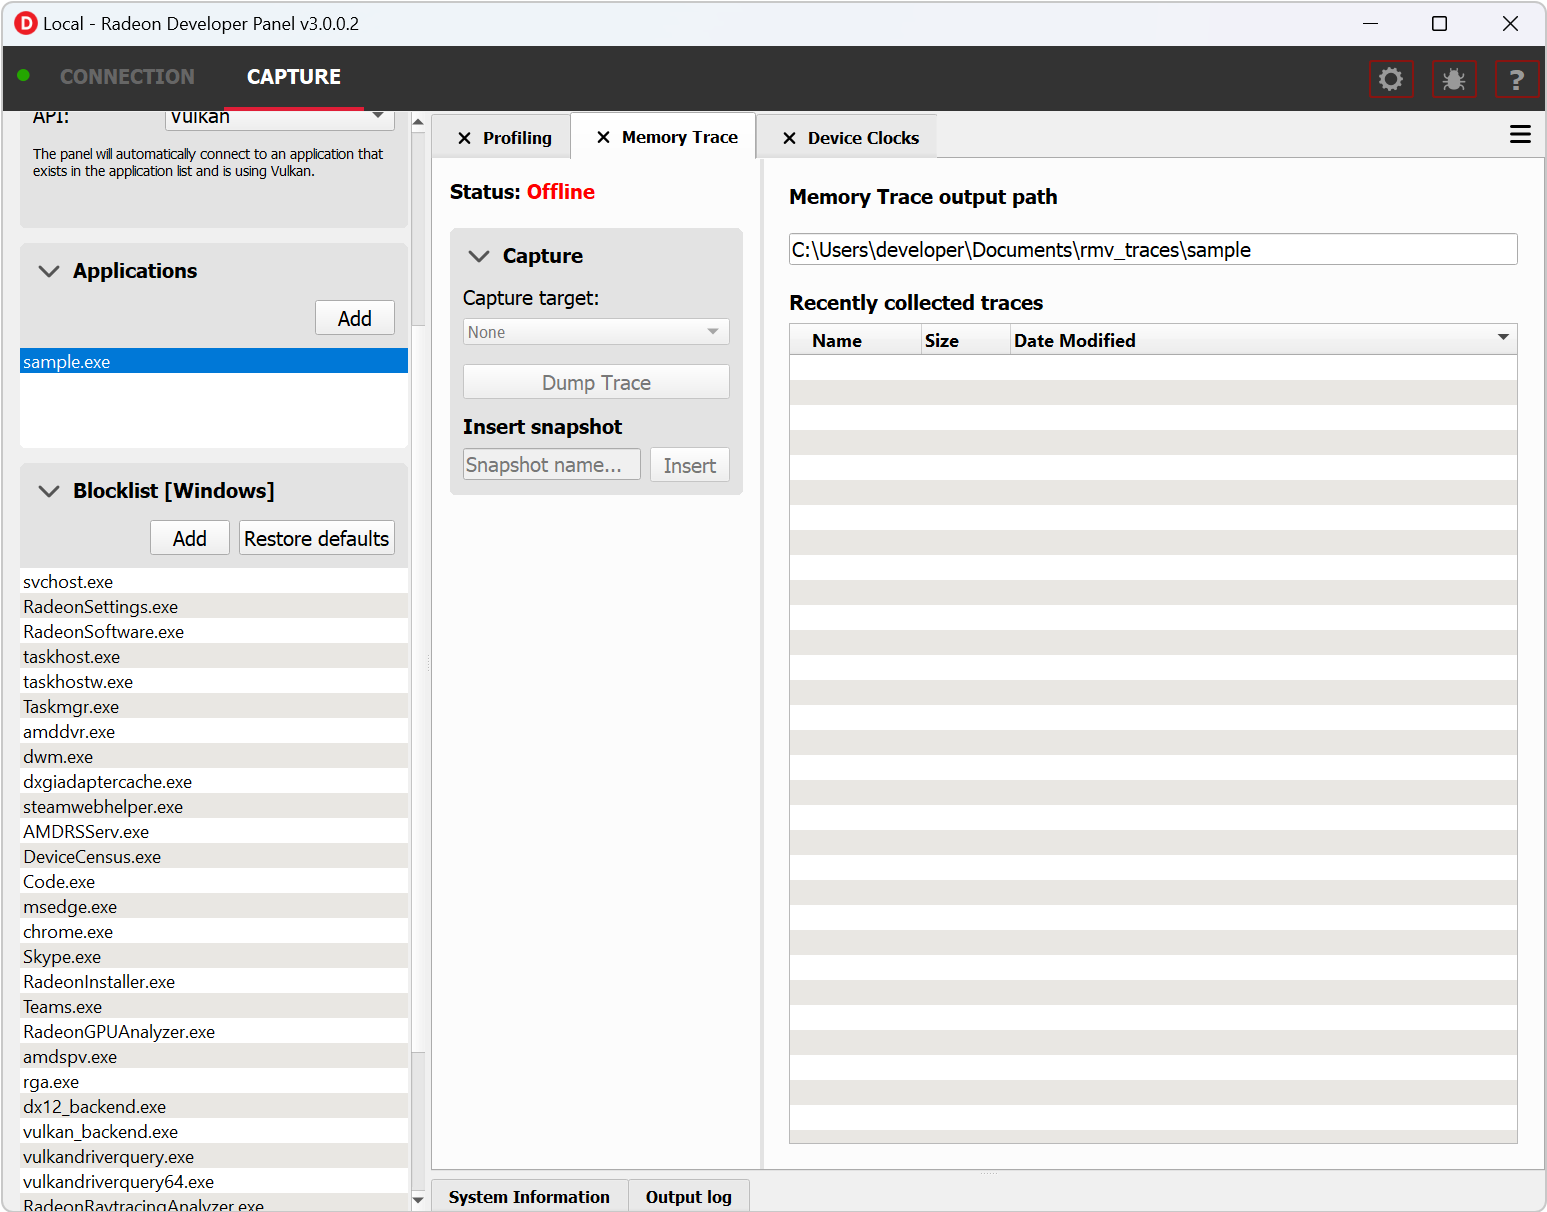 Local - Radeon Developer Panel v3.0.0.2
CONNECTION
CAPTURE
?
API:
Vulkan
The panel will automatically connect to an application that
exists in the application list and is using Vulkan.
Applications
Add
sample.exe
Blocklist [Windows]
Add
Restore defaults
svchost.exe
RadeonSettings.exe
RadeonSoftware.exe
taskhost.exe
taskhostw.exe
Taskmgr.exe
amddvr.exe
dwm.exe
dxgiadaptercache.exe
steamwebhelper.exe
AMDRSServ.exe
DeviceCensus.exe
Code.exe
msedge.exe
chrome.exe
Skype.exe
RadeonInstaller.exe
Teams.exe
RadeonGPUAnalyzer.exe
amdspv.exe
rga.exe
dx12_backend.exe
vulkan_backend.exe
vulkandriverquery.exe
vulkandriverquery64.exe
RadeonRaytracingAnalyzer.exe
Profiling
Memory Trace
Device Clocks
Status: Offline
Capture
Capture target:
None
Dump Trace
Insert snapshot
Snapshot name...
Insert
Memory Trace output path
C:\Users\developer\Documents\rmv_traces\sample
Recently collected traces
Name
Size
Date Modified
System Information
Output log